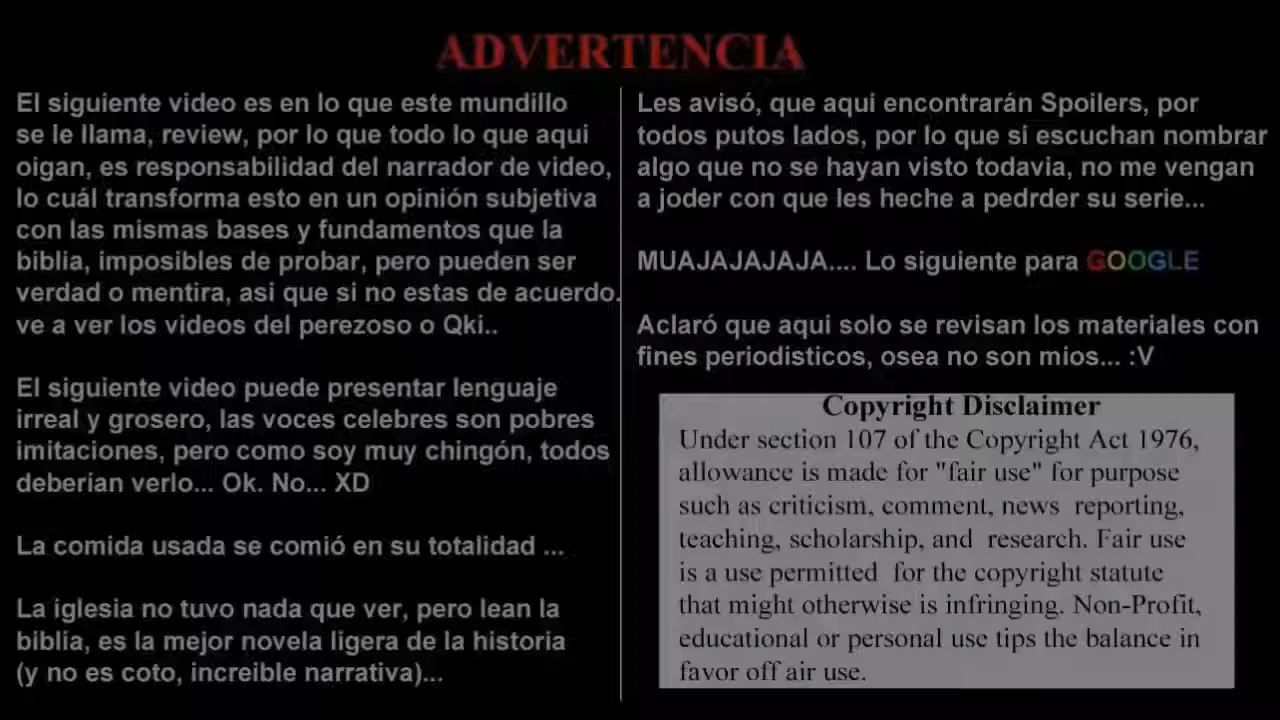 ADVERTENCIA
El siguiente video es en lo que este mundillo
se le llama, review, por lo que todo lo que aqui
oigan, es responsabilidad del narrador de video,
lo cuál transforma esto en un opinión subjetiva
con las mismas bases y fundamentos que la
biblia, imposibles de probar, pero pueden ser
verdad o mentira, asi que si no estas de acuerdo.
ve a ver los videos del perezoso o Qki..
El siguiente video puede presentar lenguaje
irreal y grosero, las voces celebres son pobres
imitaciones, pero como soy muy chingón, todos
deberían verlo... Ok. No... XD
La comida usada se comió en su totalidad ...
La iglesia no tuvo nada que ver, pero lean la
biblia, es la mejor novela ligera de la historia
(y no es coto, increible narrativa)...
Les avisó, que aqui encontrarán Spoilers, por
todos putos lados, por lo que si escuchan nombrar
algo que no se hayan visto todavia, no me vengan
a joder con que les heche a pedrder su serie...
MUAJAJAJAJA.... Lo siguiente para GOOGLE
Aclaró que aqui solo se revisan los materiales con
fines periodisticos, osea no son mios... :V
Copyright Disclaimer
Under section 107 of the Copyright Act 1976,
allowance is made for "fair use" for purpose
such as criticism, comment, news reporting,
teaching, scholarship, and research. Fair use
is a use permitted for the copyright statute
that might otherwise is infringing. Non-Profit,
educational or personal use tips the balance in
favor off air use.